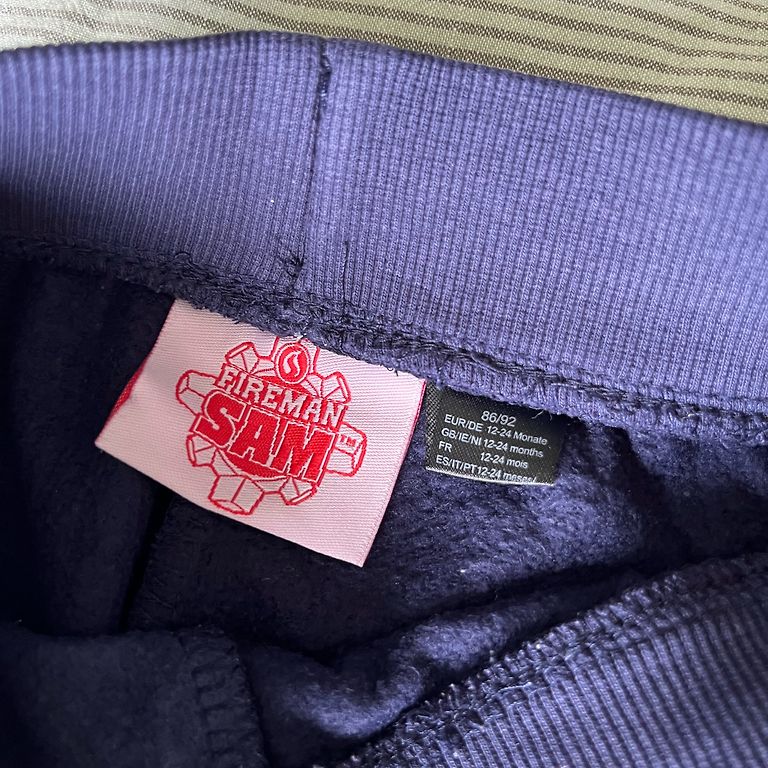 FIREMAN
SAM™
86/92
EUR/DE 12-24 Monate
GB/IE/NI 12-24 months
FR 12-24 mois
ES/IT/PT 12-24 meses/